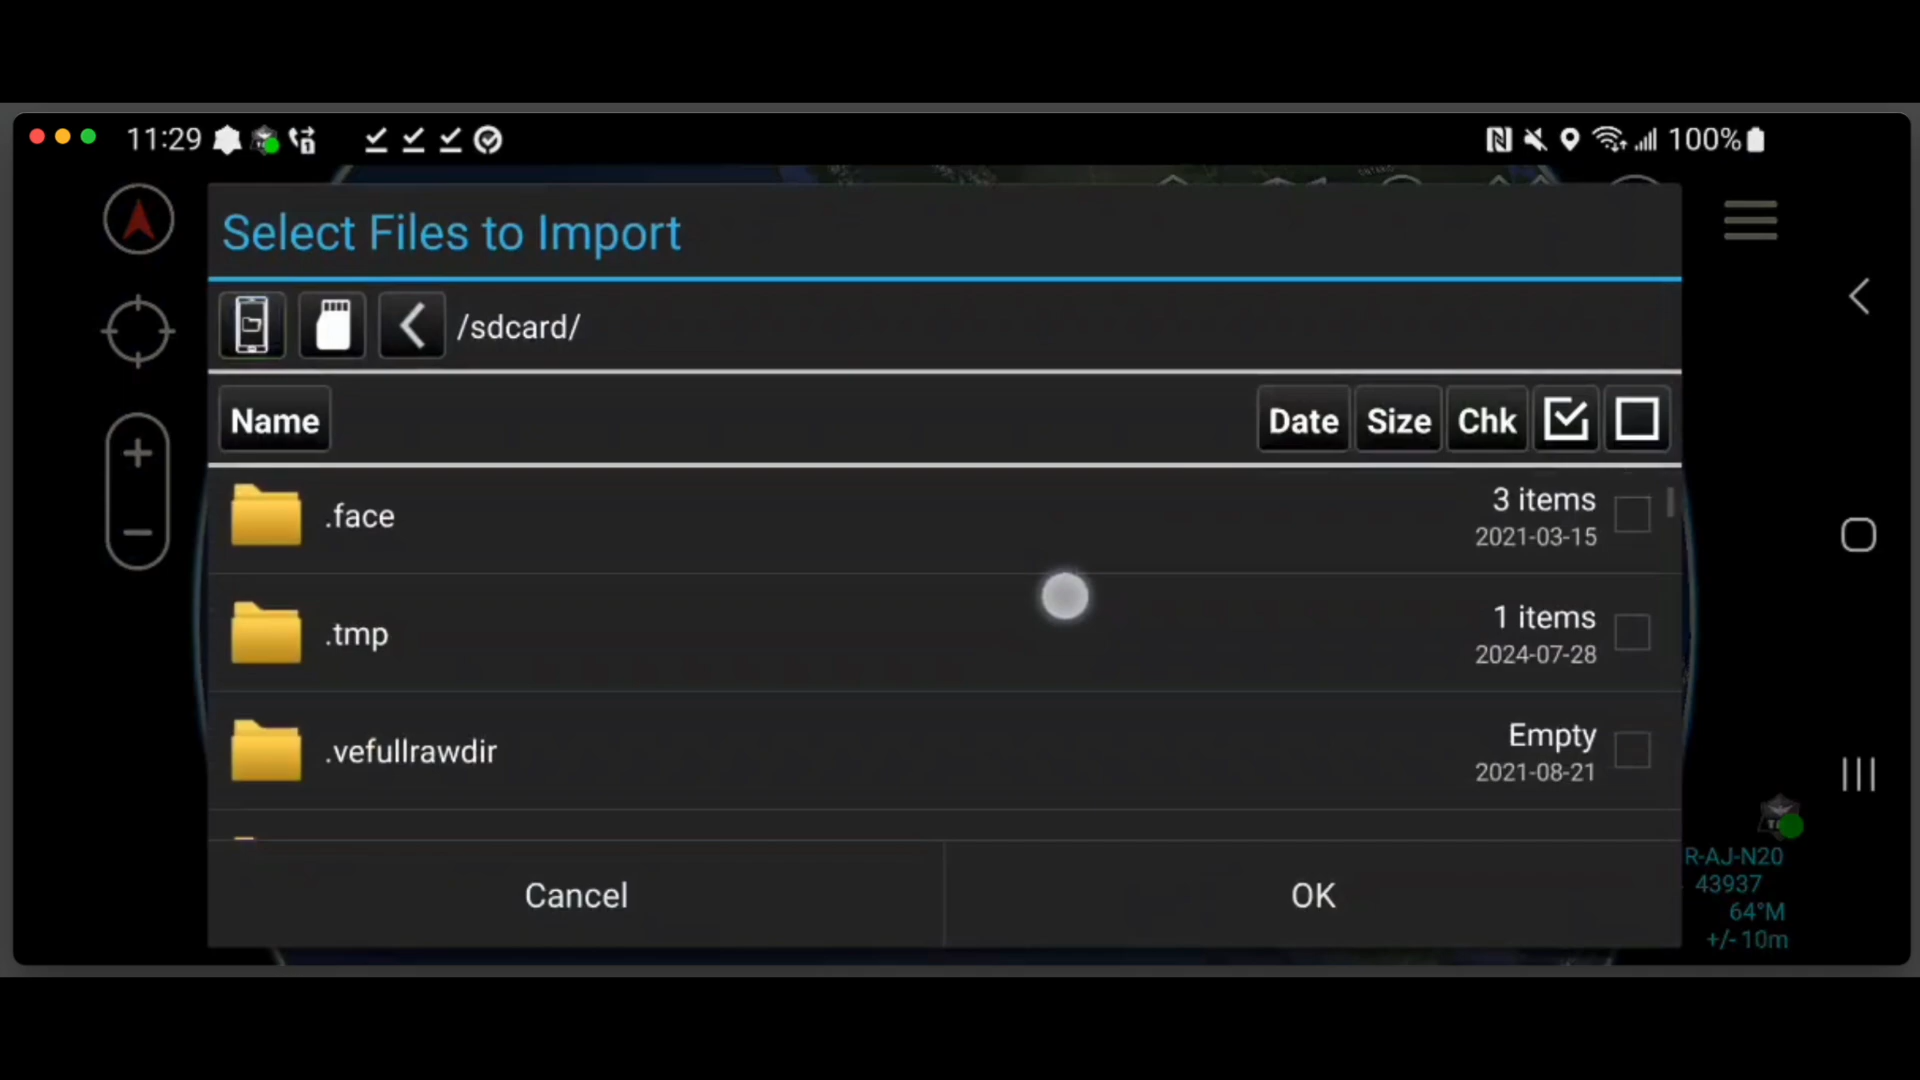 11:29
100%
Select Files to Import
/sdcard/
Name
Date Size Chk
.face
3 items
2021-03-15
.tmp
1 items
2024-07-28
.vefullrawdir
Empty
2021-08-21
Cancel
OK
R-AJ-N20
43937
64°M
+/- 10m